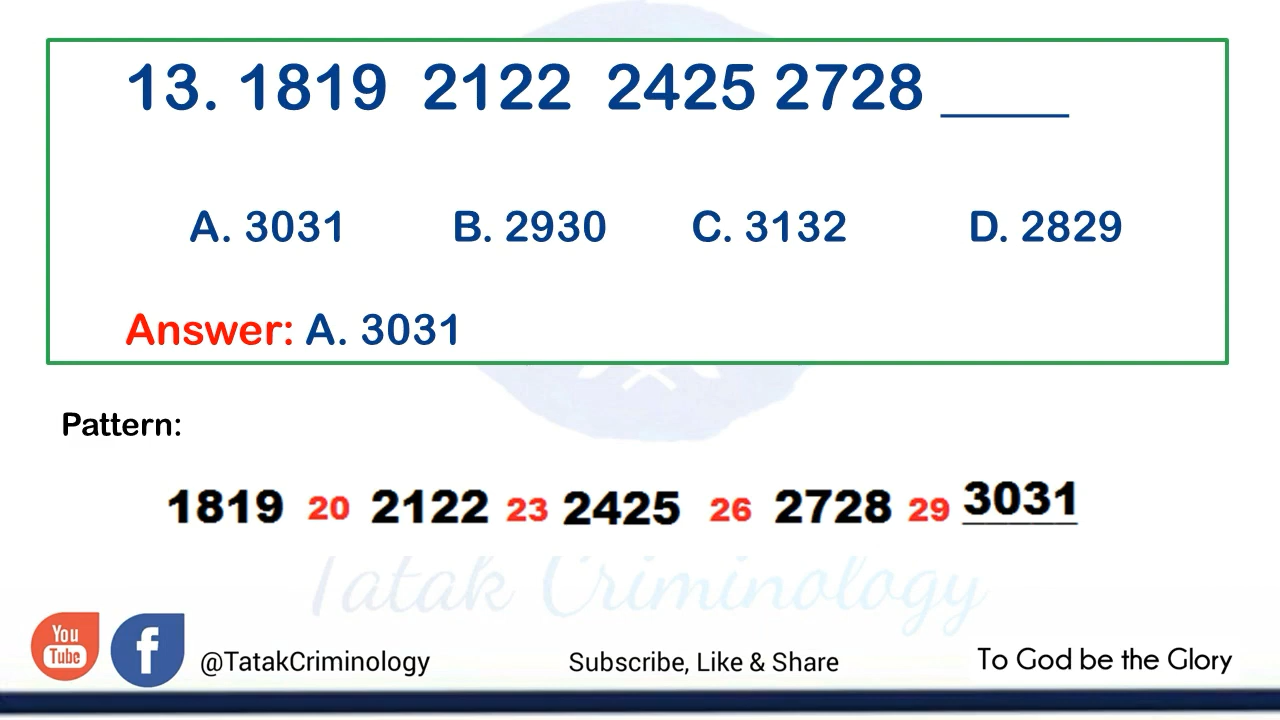 13. 1819 2122 2425 2728 ____
A. 3031 B. 2930 C. 3132 D. 2829
Answer: A. 3031
Pattern:
1819 20 2122 23 2425 26 2728 29 3031
Tatak Criminology
You
Tube
f
@TatakCriminology Subscribe, Like & Share To God be the Glory